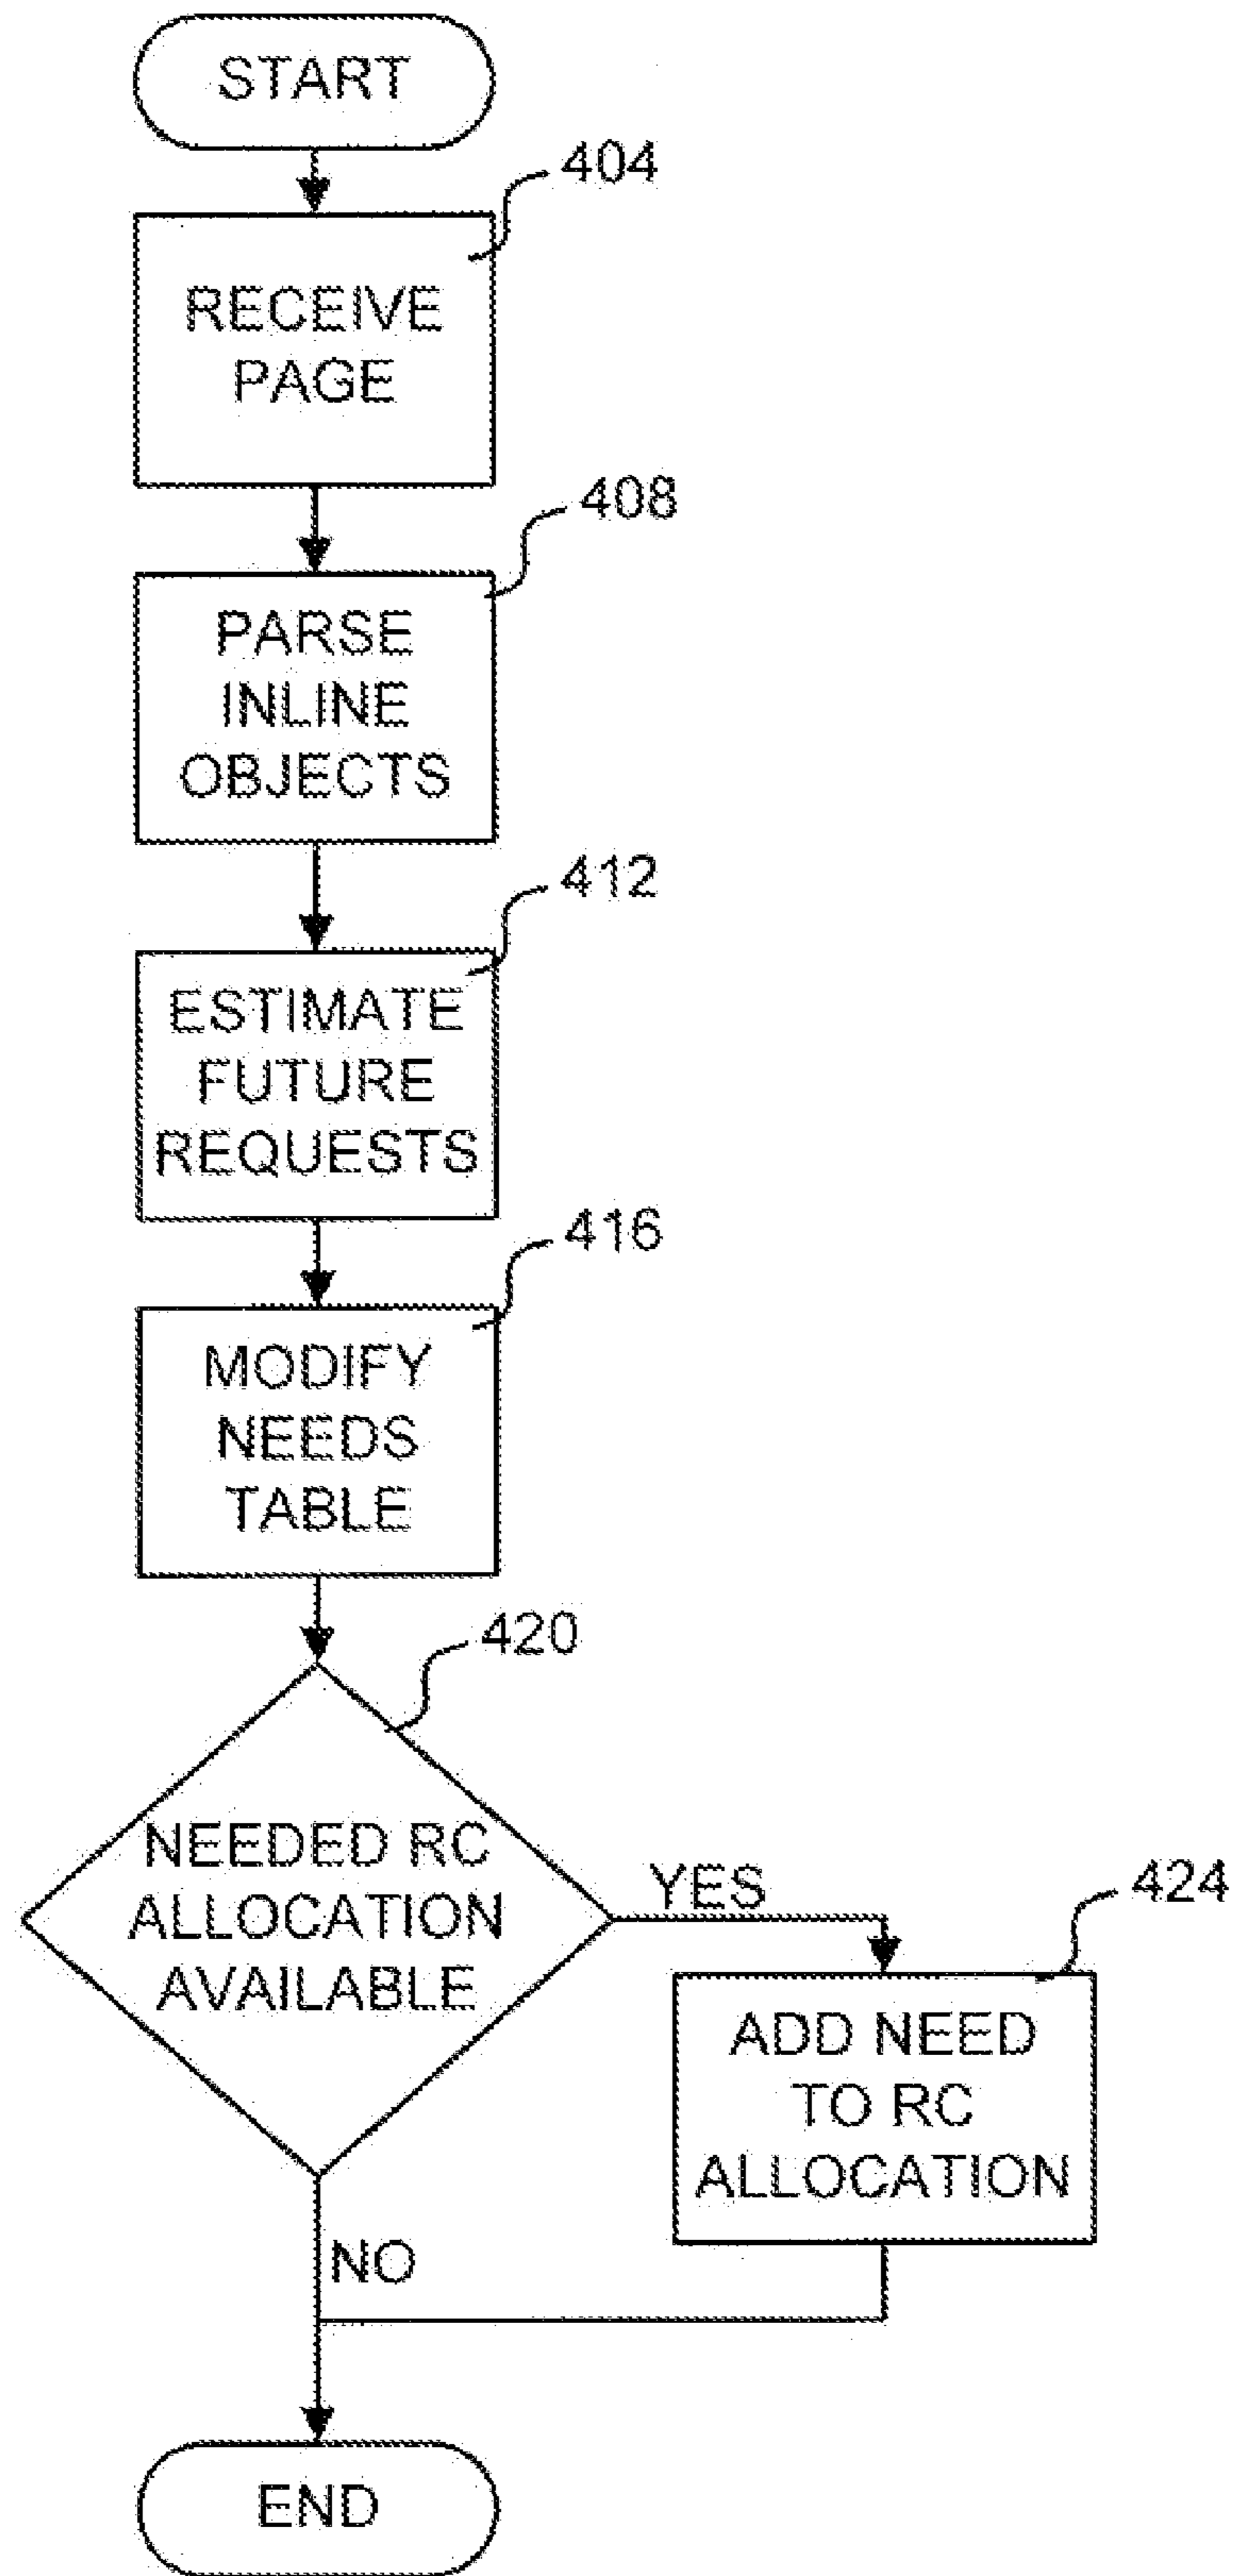 START
404
RECEIVE
PAGE
408
PARSE
INLINE
OBJECTS
412
ESTIMATE
FUTURE
REQUESTS
416
MODIFY
NEEDS
TABLE
420
NEEDED RC
ALLOCATION
AVAILABLE
YES
424
ADD NEED
TO RC
ALLOCATION
NO
END